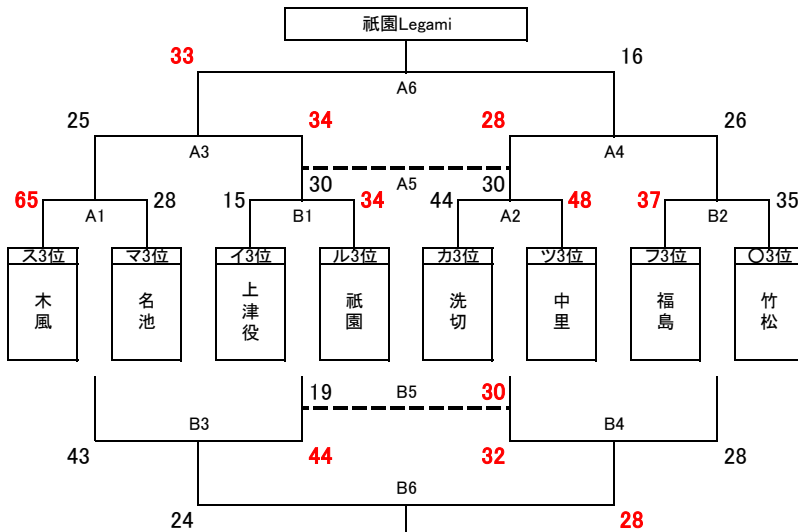 祇園Legami
33 16
A6
25 34 28 26
A3 A4
A5
65 28 15 30 34 44 30 48 37 35
A1 B1 A2 B2
ス3位 マ3位 イ3位 ル3位 カ3位 ツ3位 フ3位 〇3位
木風 名池 上津役 祇園 洗切 中里 福島 竹松
19 B5 30
B3 B4
43 44 32 28
B6
24 28